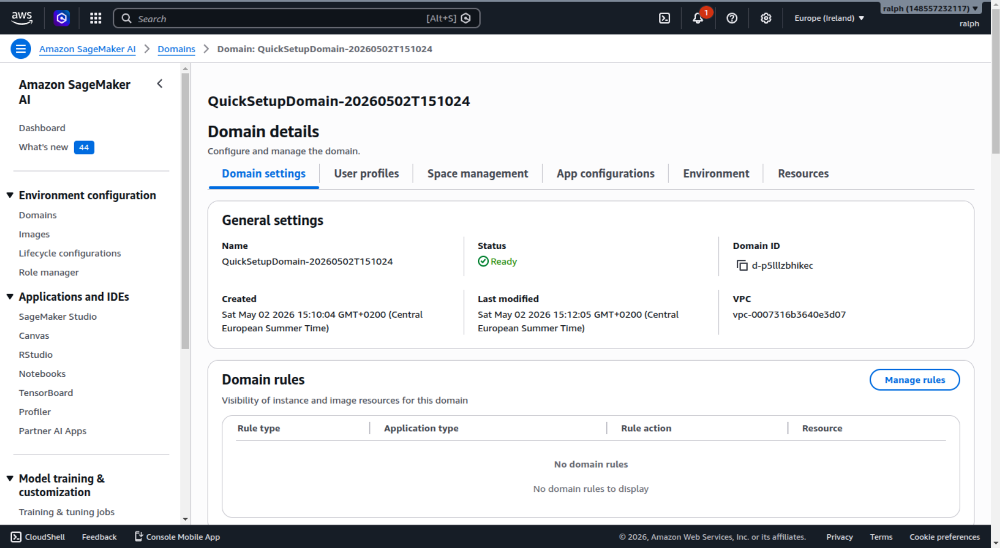 aws
Search
[Alt+S]
1
Europe (Ireland) ▼
ralph (148557232117) ▼
ralph
Amazon SageMaker AI > Domains > Domain: QuickSetupDomain-20260502T151024
Amazon SageMaker
AI
Dashboard
What's new 44
Environment configuration
Domains
Images
Lifecycle configurations
Role manager
Applications and IDEs
SageMaker Studio
Canvas
RStudio
Notebooks
TensorBoard
Profiler
Partner AI Apps
Model training &
customization
Training & tuning jobs
QuickSetupDomain-20260502T151024
Domain details
Configure and manage the domain.
Domain settings
User profiles
Space management
App configurations
Environment
Resources
General settings
Name
QuickSetupDomain-20260502T151024
Status
Ready
Domain ID
d-p5lllzbhikec
Created
Sat May 02 2026 15:10:04 GMT+0200 (Central
European Summer Time)
Last modified
Sat May 02 2026 15:12:05 GMT+0200 (Central
European Summer Time)
VPC
vpc-0007316b3640e3d07
Domain rules
Manage rules
Visibility of instance and image resources for this domain
Rule type
Application type
Rule action
Resource
No domain rules
No domain rules to display
CloudShell
Feedback
Console Mobile App
© 2026, Amazon Web Services, Inc. or its affiliates.
Privacy
Terms
Cookie preferences